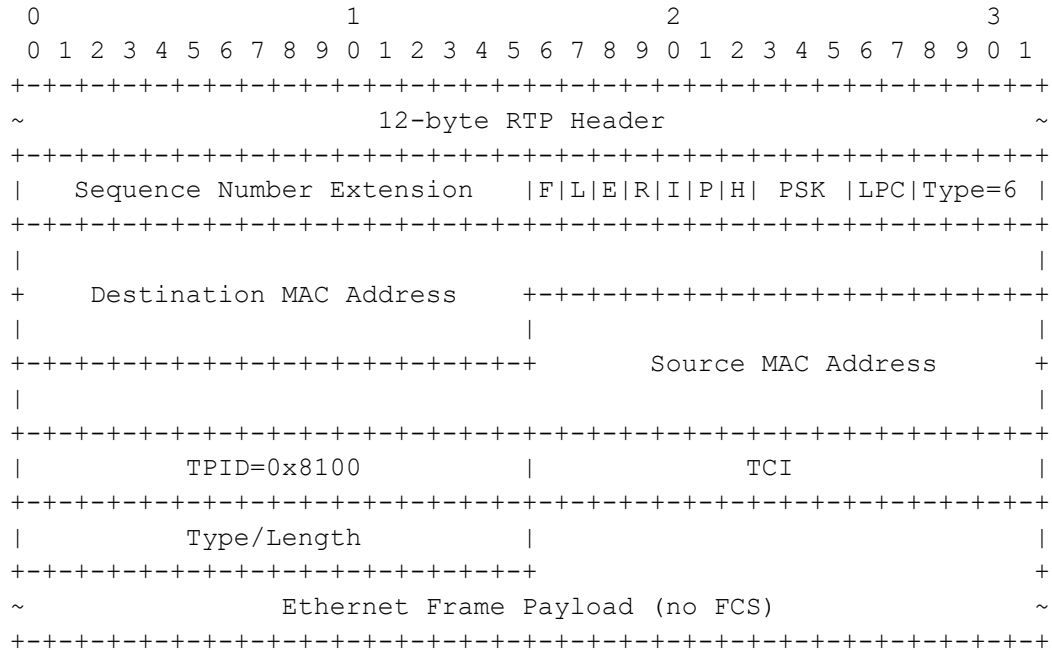 0                   1                   2                   3
 0 1 2 3 4 5 6 7 8 9 0 1 2 3 4 5 6 7 8 9 0 1 2 3 4 5 6 7 8 9 0 1
+-+-+-+-+-+-+-+-+-+-+-+-+-+-+-+-+-+-+-+-+-+-+-+-+-+-+-+-+-+-+-+-+
~                      12-byte RTP Header                       ~
+-+-+-+-+-+-+-+-+-+-+-+-+-+-+-+-+-+-+-+-+-+-+-+-+-+-+-+-+-+-+-+-+
|   Sequence Number Extension   |F|L|E|R|I|P|H| PSK |LPC|Type=6 |
+-+-+-+-+-+-+-+-+-+-+-+-+-+-+-+-+-+-+-+-+-+-+-+-+-+-+-+-+-+-+-+-+
|                                                               |
+    Destination MAC Address    +-+-+-+-+-+-+-+-+-+-+-+-+-+-+-+-+
|                               |                               |
+-+-+-+-+-+-+-+-+-+-+-+-+-+-+-+-+       Source MAC Address      +
|                                                               |
+-+-+-+-+-+-+-+-+-+-+-+-+-+-+-+-+-+-+-+-+-+-+-+-+-+-+-+-+-+-+-+-+
|          TPID=0x8100          |             TCI               |
+-+-+-+-+-+-+-+-+-+-+-+-+-+-+-+-+-+-+-+-+-+-+-+-+-+-+-+-+-+-+-+-+
|          Type/Length          |                               |
+-+-+-+-+-+-+-+-+-+-+-+-+-+-+-+-+                               +
~                Ethernet Frame Payload (no FCS)                ~
+-+-+-+-+-+-+-+-+-+-+-+-+-+-+-+-+-+-+-+-+-+-+-+-+-+-+-+-+-+-+-+-+